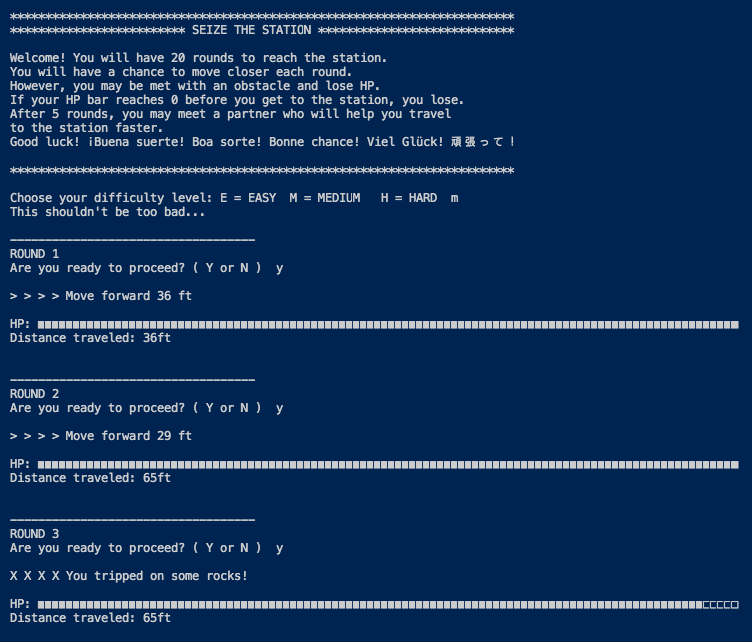 ************************************************************************
************************* SEIZE THE STATION ****************************
Welcome! You will have 20 rounds to reach the station.
You will have a chance to move closer each round.
However, you may be met with an obstacle and lose HP.
If your HP bar reaches 0 before you get to the station, you lose.
After 5 rounds, you may meet a partner who will help you travel
to the station faster.
Good luck! ¡Buena suerte! Boa sorte! Bonne chance! Viel Glück! 頑張って！
************************************************************************
Choose your difficulty level: E = EASY  M = MEDIUM   H = HARD  m
This shouldn't be too bad...
-----------------------------------
ROUND 1
Are you ready to proceed? ( Y or N )  y
> > > > Move forward 36 ft
HP: ■■■■■■■■■■■■■■■■■■■■■■■■■■■■■■■■■■■■■■■■■■■■■■■■■■■■■■■■■■■■■■■■■■■■■■■■■■■■■■■■■■■■■■■■■■■■■■■■■■■■
Distance traveled: 36ft
-----------------------------------
ROUND 2
Are you ready to proceed? ( Y or N )  y
> > > > Move forward 29 ft
HP: ■■■■■■■■■■■■■■■■■■■■■■■■■■■■■■■■■■■■■■■■■■■■■■■■■■■■■■■■■■■■■■■■■■■■■■■■■■■■■■■■■■■■■■■■■■■■■■■■■■■■
Distance traveled: 65ft
-----------------------------------
ROUND 3
Are you ready to proceed? ( Y or N )  y
X X X X You tripped on some rocks!
HP: ■■■■■■■■■■■■■■■■■■■■■■■■■■■■■■■■■■■■■■■■■■■■■■■■■■■■■■■■■■■■■■■■■■■■■■■■■■■■■■■■■■■■■■■■■■■■■■■□□□□□
Distance traveled: 65ft